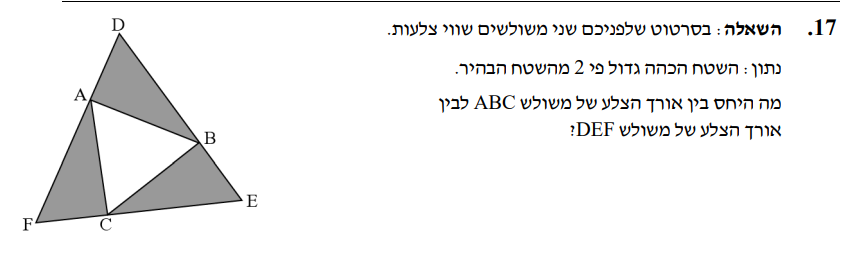 17. השאלה: בסרטוט שלפניכם שני משולשים שווי צלעות.
נתון: השטח הכהה גדול פי 2 מהשטח הבהיר.
מה היחס בין אורך הצלע של משולש ABC לבין
אורך הצלע של משולש DEF?
D
A
B
E
F
C